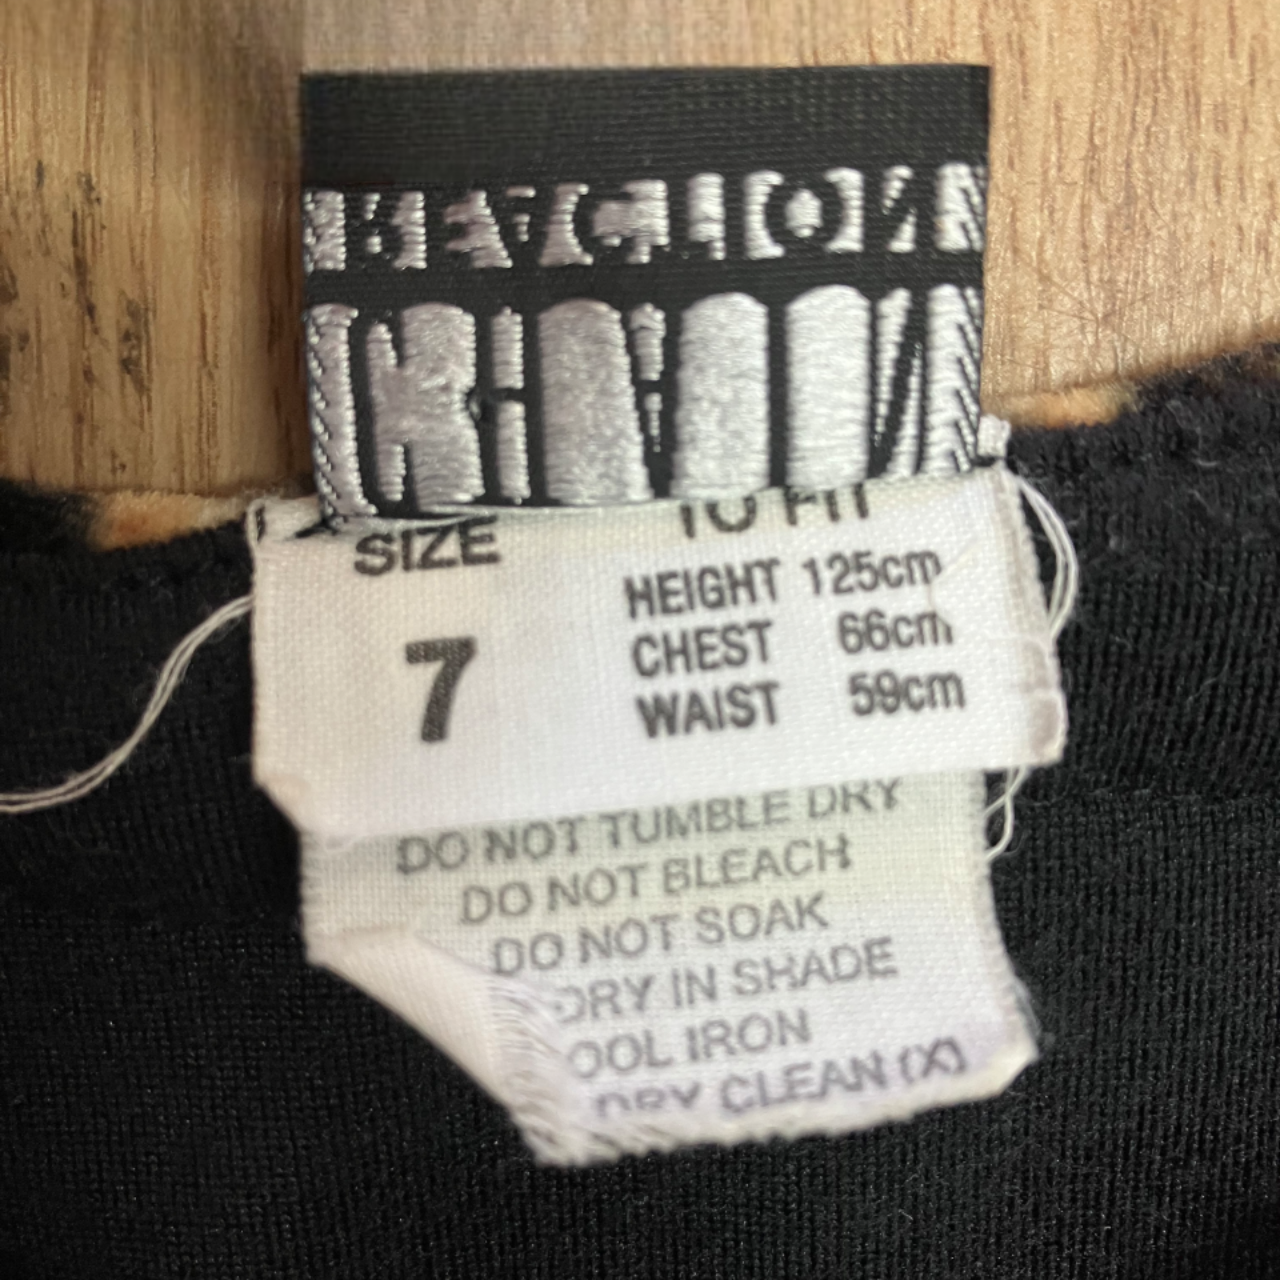 REACTION
SIZE
7
TO FIT
HEIGHT 125cm
CHEST 66cm
WAIST 59cm
DO NOT TUMBLE DRY
DO NOT BLEACH
DO NOT SOAK
DRY IN SHADE
OOL IRON
DRY CLEAN (X)